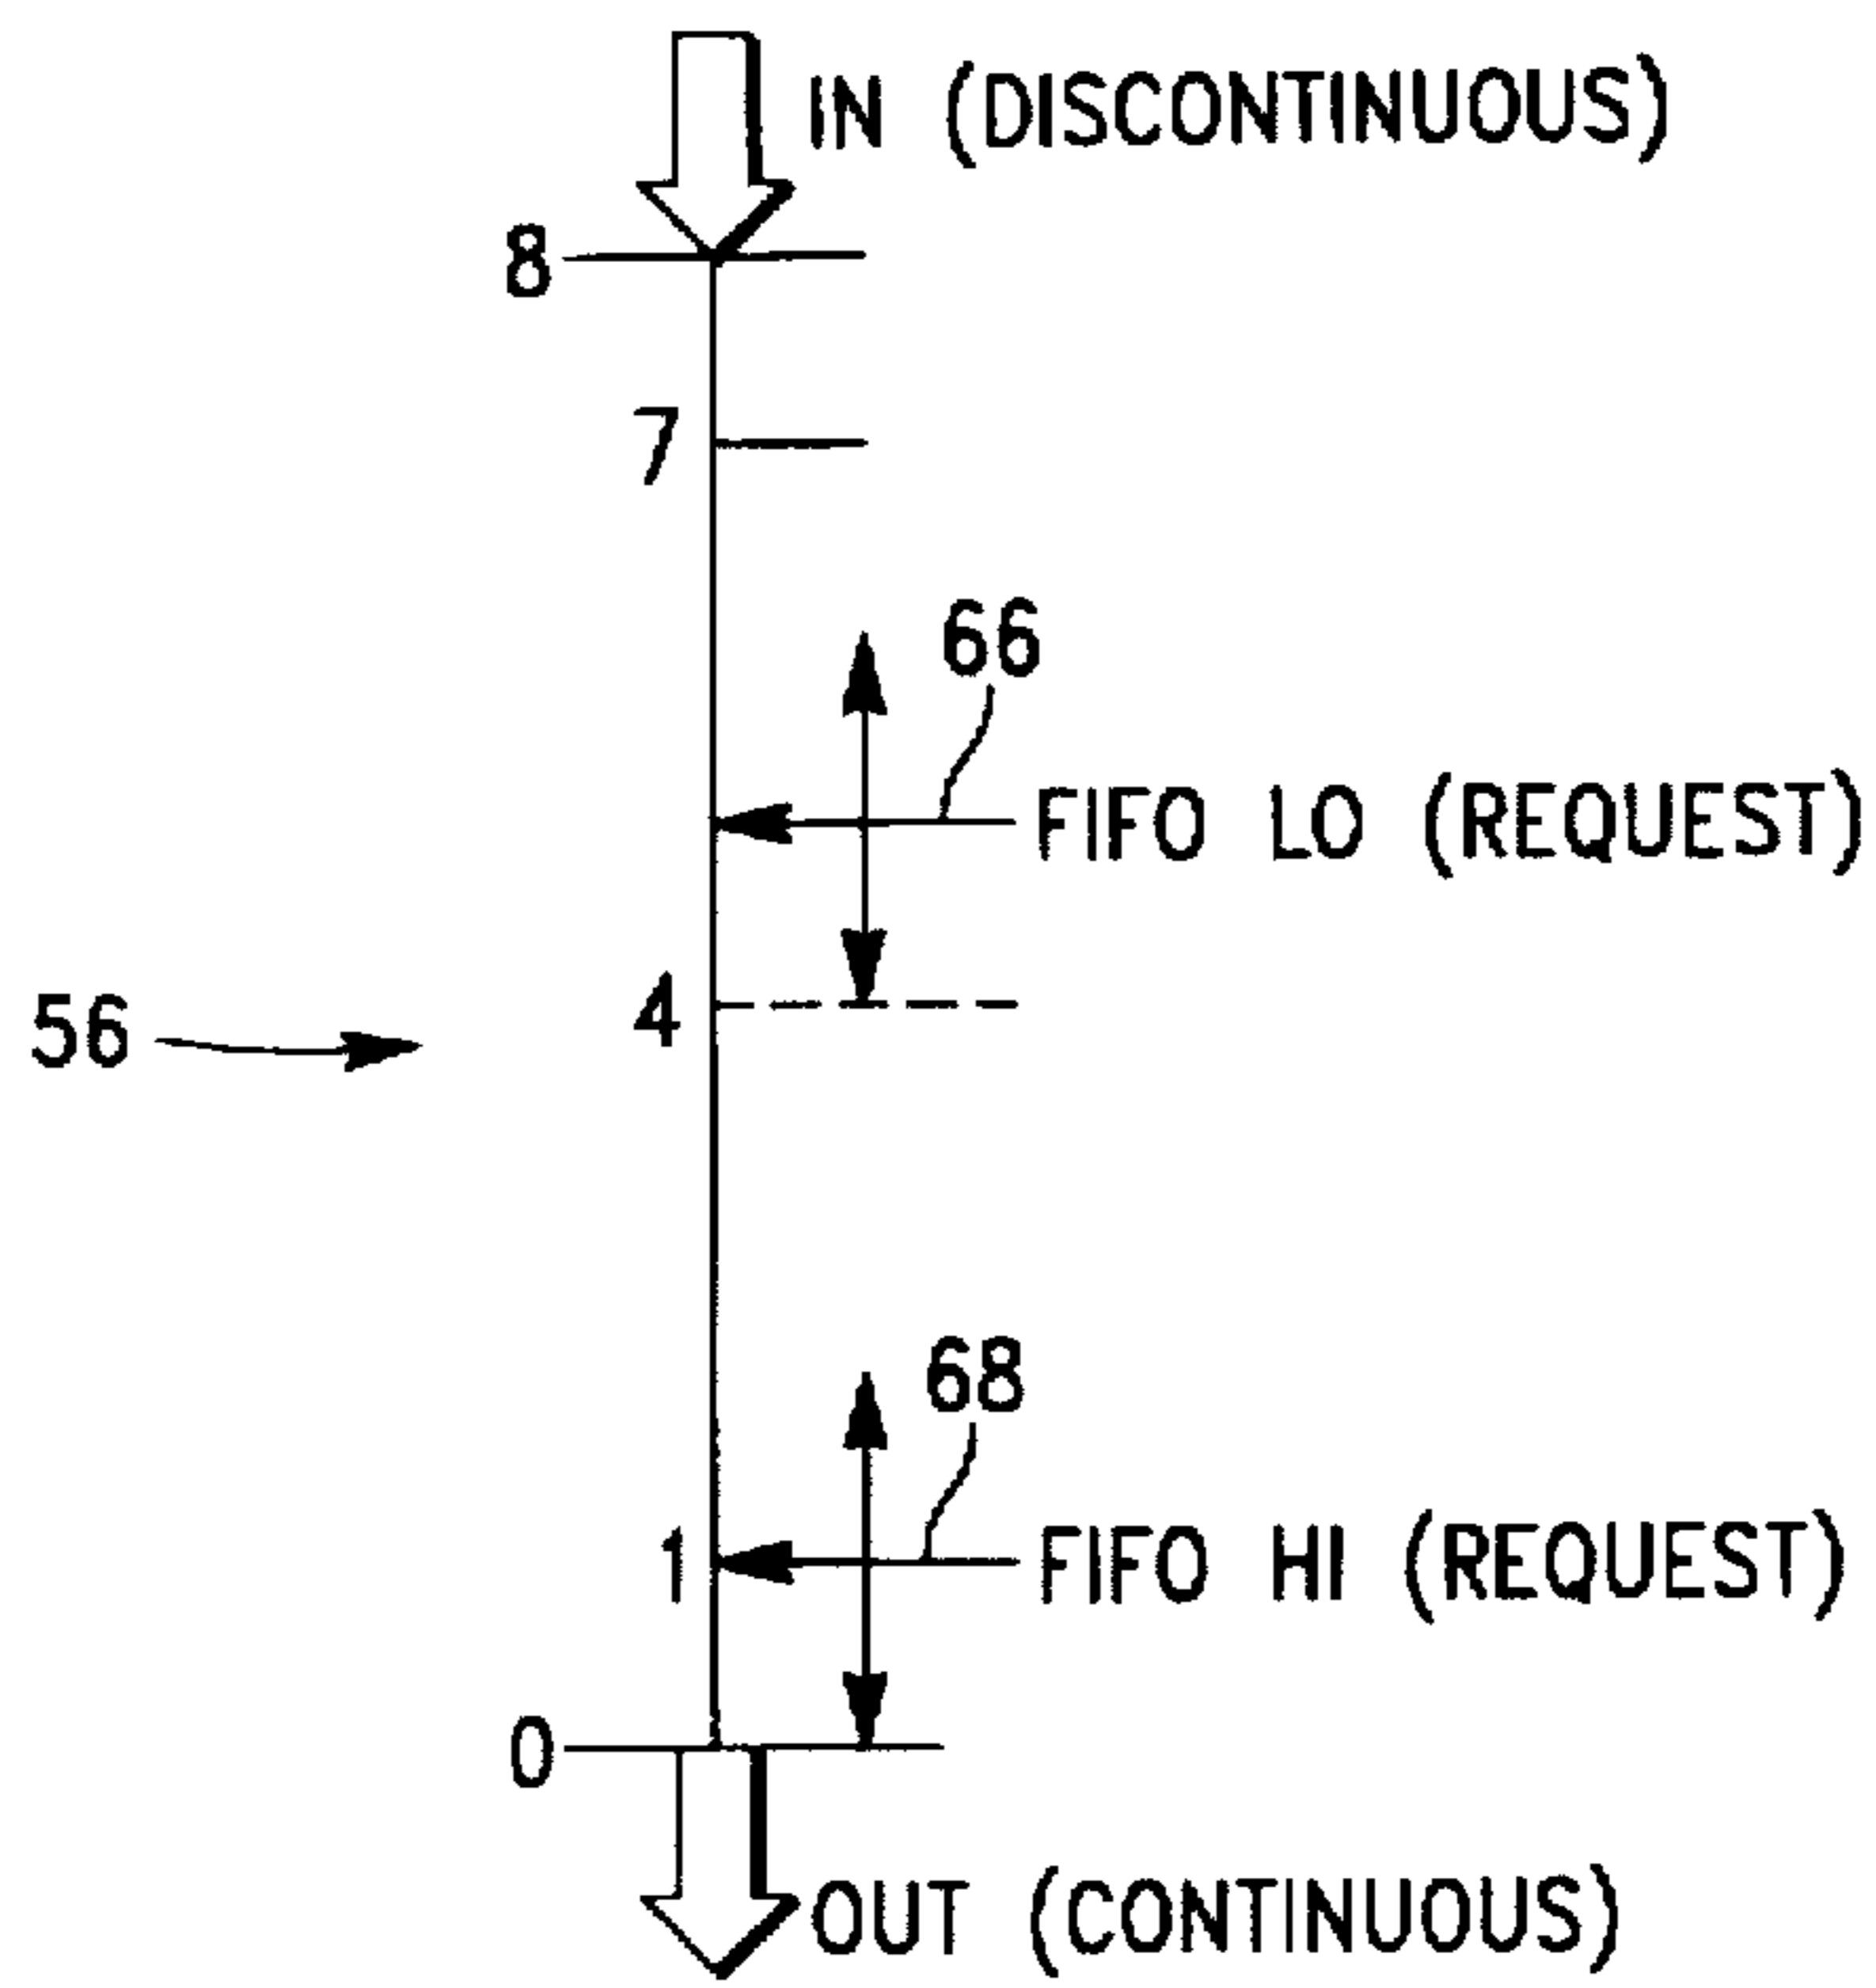 IN (DISCONTINUOUS)
8
7
66
FIFO LO (REQUEST)
56
4
68
1
FIFO HI (REQUEST)
0
OUT (CONTINUOUS)